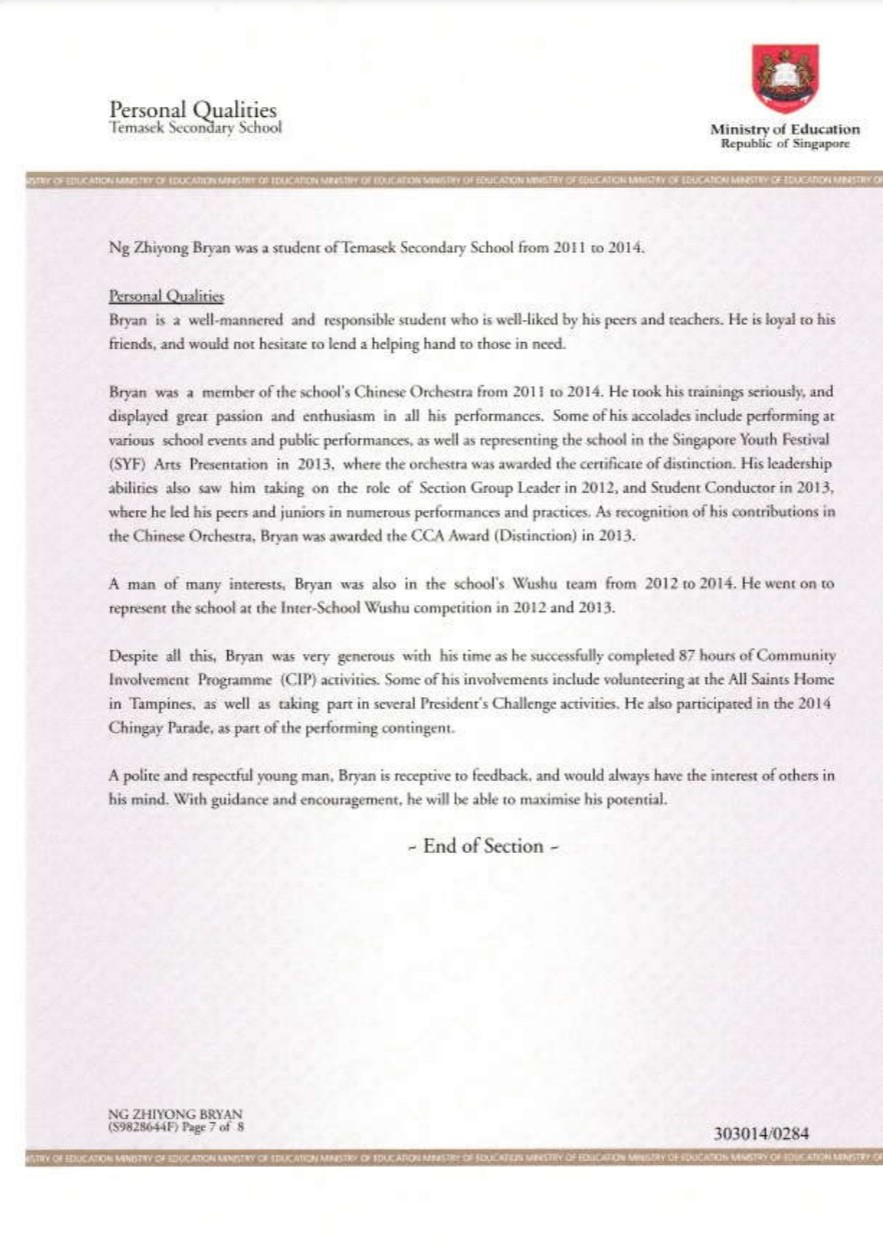 Personal Qualities
Temasek Secondary School
Ministry of Education
Republic of Singapore
ISTRY OF EDUCATION MINISTRY OF EDUCATION MINISTRY OF EDUCATION MINISTRY OF EDUCATION MINISTRY OF EDUCATION MINISTRY OF EDUCATION MINISTRY OF EDUCATION MINISTRY OF
Ng Zhiyong Bryan was a student of Temasek Secondary School from 2011 to 2014.
Personal Qualities
Bryan is a well-mannered and responsible student who is well-liked by his peers and teachers. He is loyal to his
friends, and would not hesitate to lend a helping hand to those in need.
Bryan was a member of the school's Chinese Orchestra from 2011 to 2014. He took his trainings seriously, and
displayed great passion and enthusiasm in all his performances. Some of his accolades include performing at
various school events and public performances, as well as representing the school in the Singapore Youth Festival
(SYF) Arts Presentation in 2013, where the orchestra was awarded the certificate of distinction. His leadership
abilities also saw him taking on the role of Section Group Leader in 2012, and Student Conductor in 2013,
where he led his peers and juniors in numerous performances and practices. As recognition of his contributions in
the Chinese Orchestra, Bryan was awarded the CCA Award (Distinction) in 2013.
A man of many interests, Bryan was also in the school's Wushu team from 2012 to 2014. He went on to
represent the school at the Inter-School Wushu competition in 2012 and 2013.
Despite all this, Bryan was very generous with his time as he successfully completed 87 hours of Community
Involvement Programme (CIP) activities. Some of his involvements include volunteering at the All Saints Home
in Tampines, as well as taking part in several President's Challenge activities. He also participated in the 2014
Chingay Parade, as part of the performing contingent.
A polite and respectful young man, Bryan is receptive to feedback, and would always have the interest of others in
his mind. With guidance and encouragement, he will be able to maximise his potential.
~ End of Section ~
NG ZHIYONG BRYAN
(S9828644F) Page 7 of 8
303014/0284
ISTRY OF EDUCATION MINISTRY OF EDUCATION MINISTRY OF EDUCATION MINISTRY OF EDUCATION MINISTRY OF EDUCATION MINISTRY OF EDUCATION MINISTRY OF EDUCATION MINISTRY OF EDUCATION MINISTRY OF